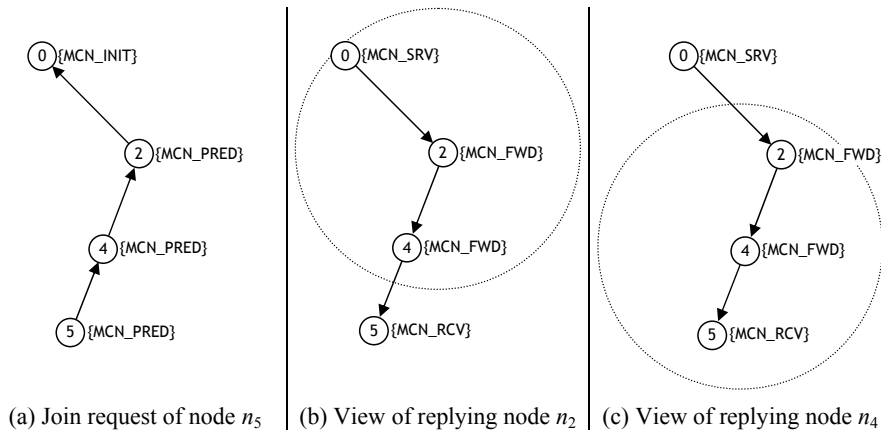 0 {MCN_INIT}
2 {MCN_PRED}
4 {MCN_PRED}
5 {MCN_PRED}
(a) Join request of node n5
0 {MCN_SRV}
2 {MCN_FWD}
4 {MCN_FWD}
5 {MCN_RCV}
(b) View of replying node n2
0 {MCN_SRV}
2 {MCN_FWD}
4 {MCN_FWD}
5 {MCN_RCV}
(c) View of replying node n4